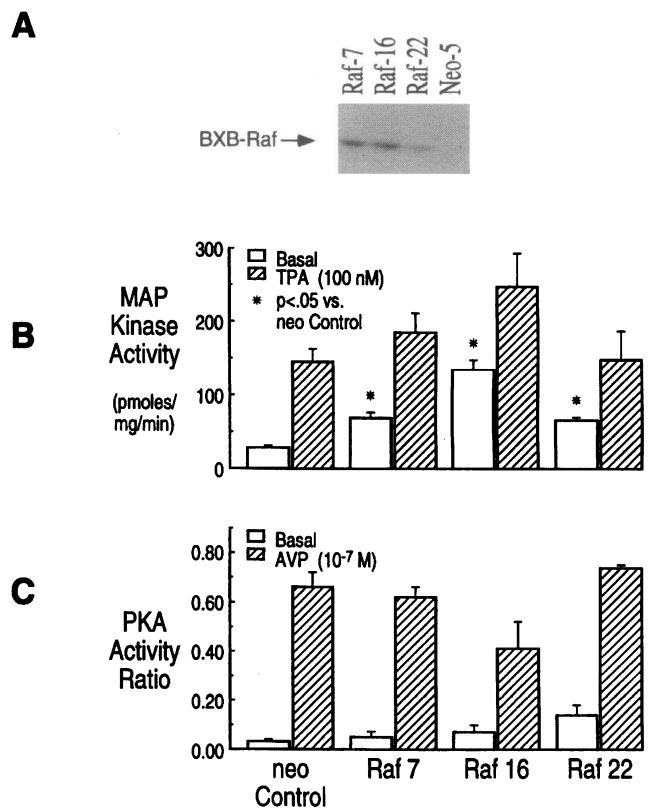 A
Raf-7
Raf-16
Raf-22
Neo-5
BXB-Raf
B
MAP
Kinase
Activity
(pmoles/
mg/min)
300
200
100
0
Basal
TPA (100 nM)
* p<.05 vs.
neo Control
*
*
*
C
PKA
Activity
Ratio
0.80
0.60
0.40
0.20
0.00
Basal
AVP (10⁻⁷ M)
neo
Control
Raf 7
Raf 16
Raf 22